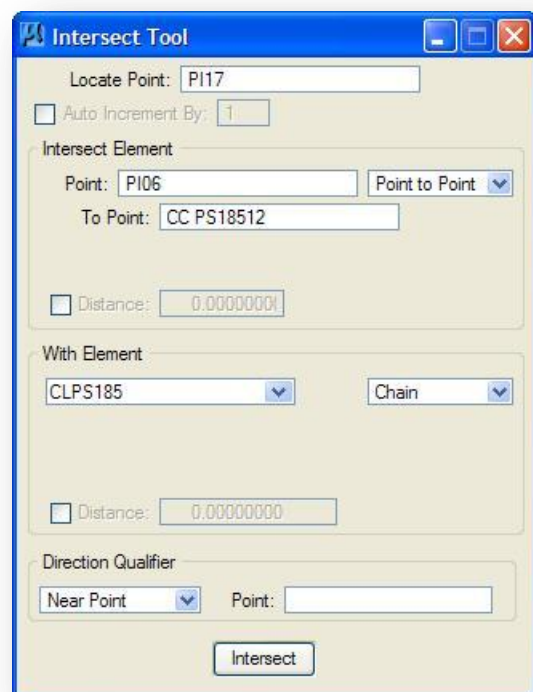 Intersect Tool
Locate Point: PI17
Auto Increment By: 1
Intersect Element
Point: PI06 Point to Point
To Point: CC PS18512
Distance: 0.0000000(
With Element
CLPS185 Chain
Distance: 0.00000000
Direction Qualifier
Near Point Point:
Intersect